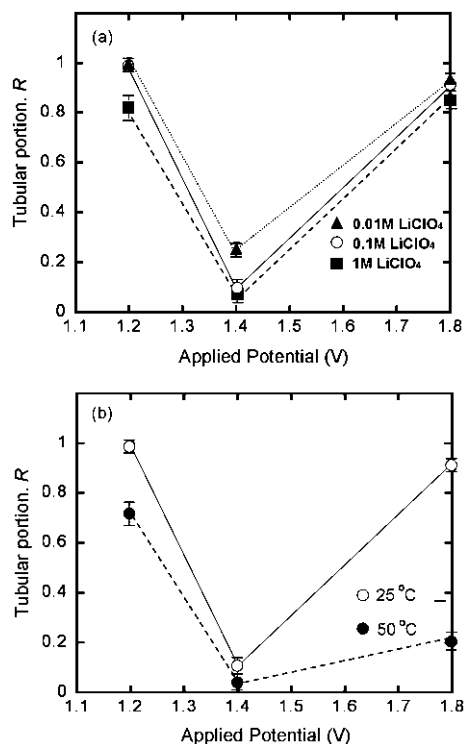 (a)
1
0.8
0.6
0.4
0.2
0
Tubular portion. R
0.01M LiClO₄
0.1M LiClO₄
1M LiClO₄
1.1 1.2 1.3 1.4 1.5 1.6 1.7 1.8
Applied Potential (V)
(b)
1
0.8
0.6
0.4
0.2
0
Tubular portion. R
25 °C
50 °C
1.1 1.2 1.3 1.4 1.5 1.6 1.7 1.8
Applied Potential (V)